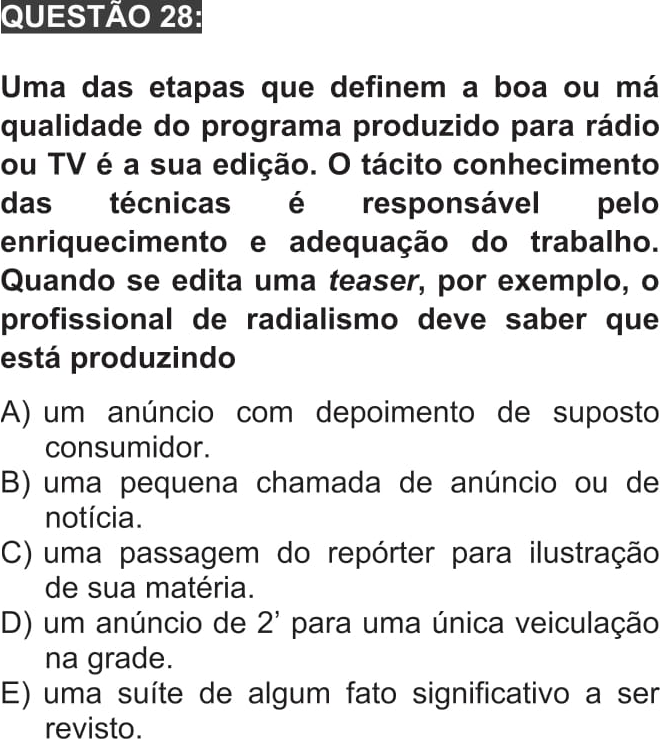 QUESTÃO 28:
Uma das etapas que definem a boa ou má
qualidade do programa produzido para rádio
ou TV é a sua edição. O tácito conhecimento
das técnicas é responsável pelo
enriquecimento e adequação do trabalho.
Quando se edita uma teaser, por exemplo, o
profissional de radialismo deve saber que
está produzindo
A) um anúncio com depoimento de suposto
consumidor.
B) uma pequena chamada de anúncio ou de
notícia.
C) uma passagem do repórter para ilustração
de sua matéria.
D) um anúncio de 2’ para uma única veiculação
na grade.
E) uma suíte de algum fato significativo a ser
revisto.